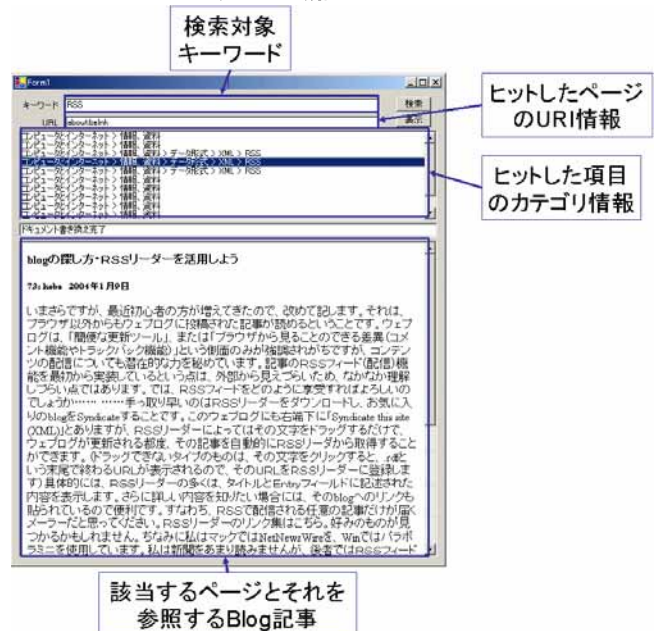 検索対象
キーワード
Form1
キーワード RSS 検索
URL about:blank 表示
ヒットしたページ
のURI情報
コンピュータとインターネット > 情報、資料
コンピュータとインターネット > 情報、資料
コンピュータとインターネット > 情報、資料 > データ形式 > XML > RSS
コンピュータとインターネット > 情報、資料 > データ形式 > XML > RSS
コンピュータとインターネット > 情報、資料 > データ形式 > XML > RSS
コンピュータとインターネット > 情報、資料
コンピュータとインターネット > 情報、資料
コンピュータとインターネット > 情報、資料
コンピュータとインターネット > 情報、資料
ヒットした項目
のカテゴリ情報
ドキュメント書き換え完了
blogの探し方・RSSリーダーを活用しよう
2004年1月9日
いまさらですが、最近初心者の方が増えてきたので、改めて記します。それは、
ブラウザ以外からもウェブログに投稿された記事が読めるということです。ウェブ
ログは、「簡便な更新ツール」、または「ブラウザから見ることのできる差異(コメ
ント機能やトラックバック機能)」という側面のみが強調されがちですが、コンテン
ツの配信についても潜在的な力を秘めています。記事のRSSフィード(配信)機
能を最初から実装しているという点は、外部から見えづらいため、なかなか理解
しづらい点ではあります。では、RSSフィードをどのように享受すればよろしいの
でしょうか…… ……手っ取り早いのはRSSリーダーをダウンロードし、お気に入
りのblogをSyndicateすることです。このウェブログにも右端下に「Syndicate this site
(XML)」とありますが、RSSリーダーによってはその文字をドラッグするだけで、
ウェブログが更新される都度、その記事を自動的にRSSリーダから取得すること
ができます。(ドラッグできないタイプのものは、その文字をクリックすると、.rdfと
いう末尾で終わるURLが表示されるので、そのURLをRSSリーダーに登録しま
す)具体的には、RSSリーダーの多くは、タイトルとEntryフィールドに記述された
内容を表示します。さらに詳しい内容を知りたい場合には、そのblogへのリンクも
貼られているので便利です。すなわち、RSSで配信される任意の記事だけが届く
メーラーだと思ってください。RSSリーダーのリンク集はこちら。好みのものが見
つかるかもしれません。ちなみに私はマックではNetNewsWireを、Winではパラボ
ラミニを使用しています。私は新聞をあまり読みませんが、後者ではRSSフィード
該当するページとそれを
参照するBlog記事